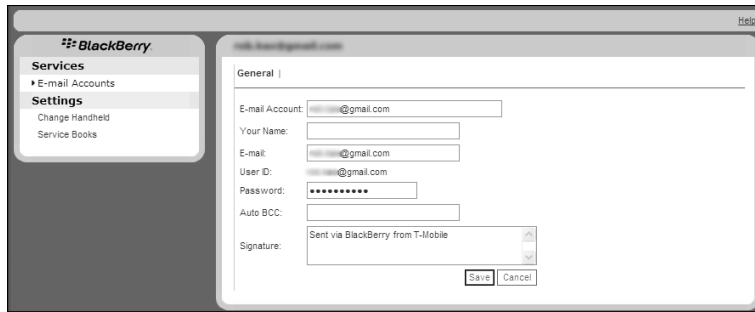 Help
BlackBerry
Services
E-mail Accounts
Settings
Change Handheld
Service Books
General |
E-mail Account: @gmail.com
Your Name:
E-mail: @gmail.com
User ID: @gmail.com
Password: ••••••••••
Auto BCC:
Signature: Sent via BlackBerry from T-Mobile
Save Cancel